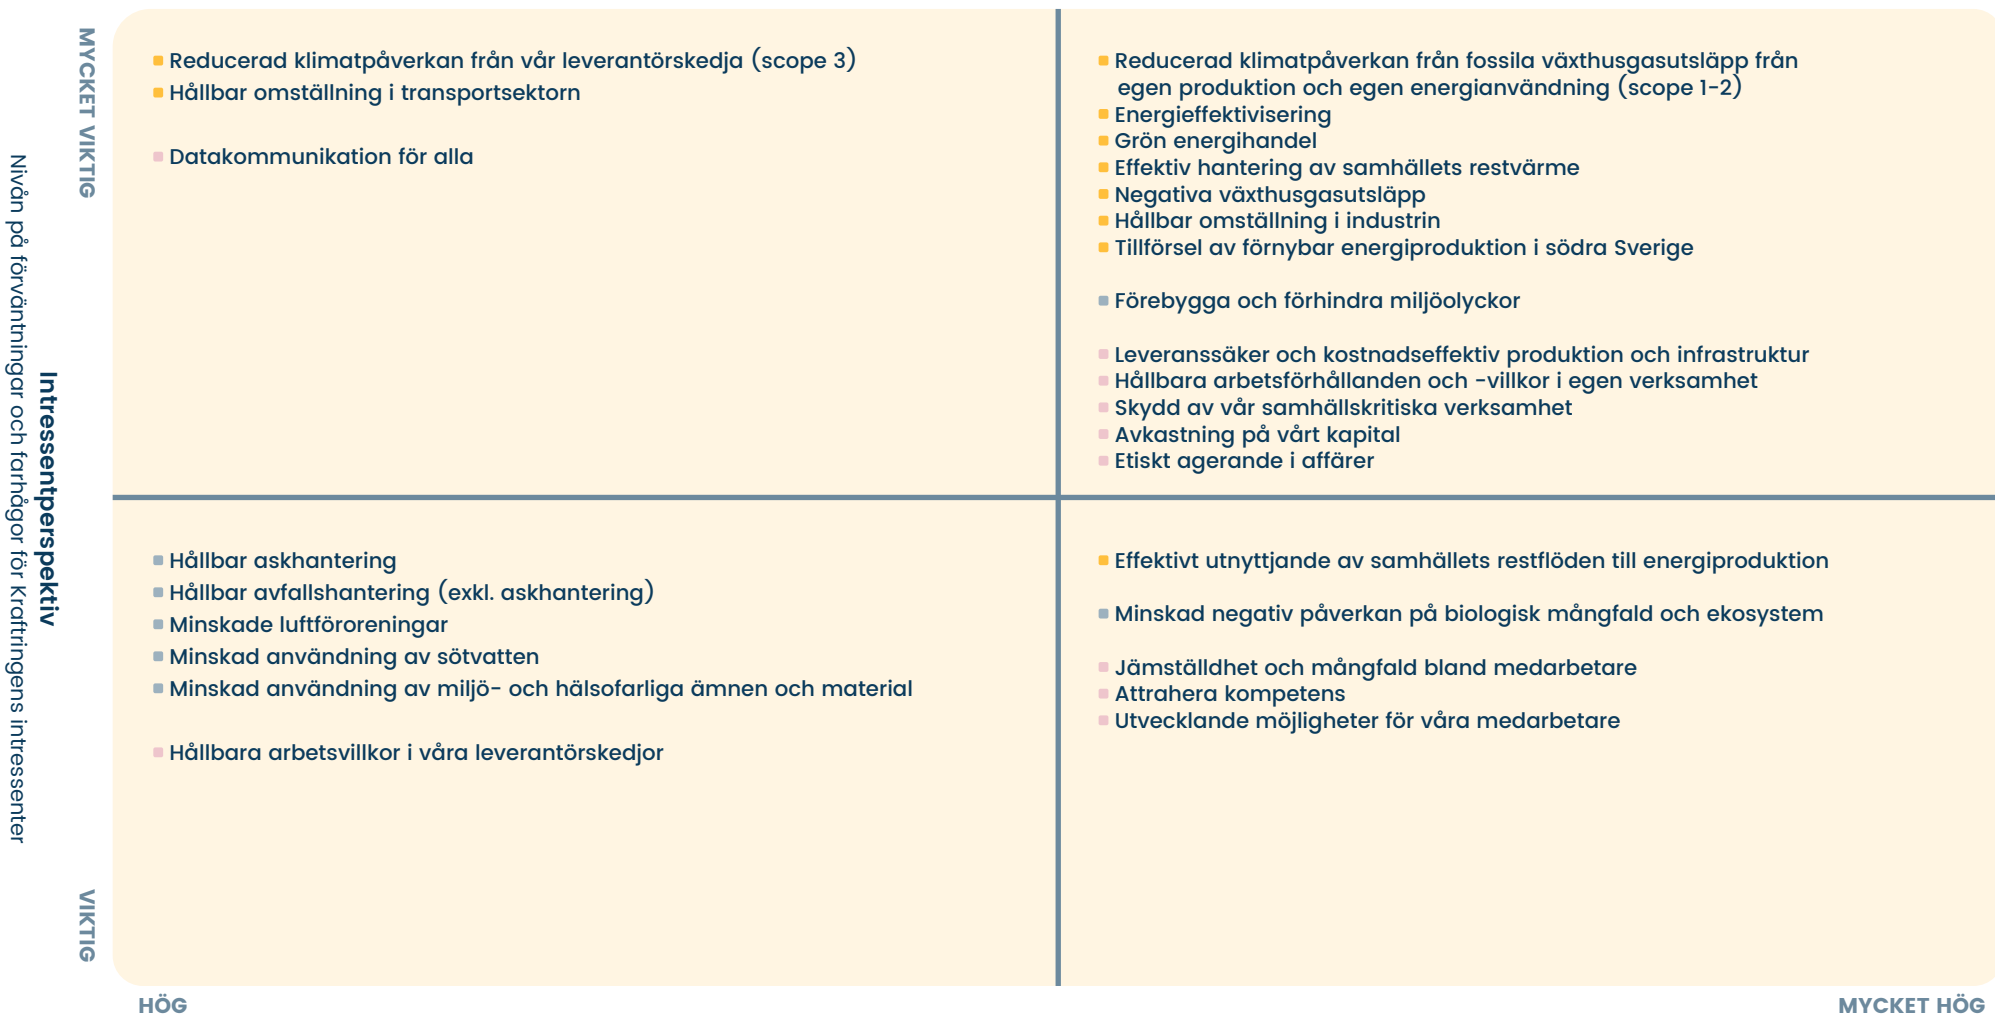 MYCKET VIKTIG
Reducerad klimatpåverkan från vår leverantörskedja (scope 3)
Hållbar omställning i transportsektorn
Datakommunikation för alla
Reducerad klimatpåverkan från fossila växthusgasutsläpp från
egen produktion och egen energianvändning (scope 1-2)
Energieffektivisering
Grön energihandel
Effektiv hantering av samhällets restvärme
Negativa växthusgasutsläpp
Hållbar omställning i industrin
Tillförsel av förnybar energiproduktion i södra Sverige
Förebygga och förhindra miljöolyckor
Leveranssäker och kostnadseffektiv produktion och infrastruktur
Hållbara arbetsförhållanden och -villkor i egen verksamhet
Skydd av vår samhällskritiska verksamhet
Avkastning på vårt kapital
Etiskt agerande i affärer
Intressentperspektiv
Nivån på förväntningar och farhågor för Kraftringens intressenter
Hållbar askhantering
Hållbar avfallshantering (exkl. askhantering)
Minskade luftföroreningar
Minskad användning av sötvatten
Minskad användning av miljö- och hälsofarliga ämnen och material
Hållbara arbetsvillkor i våra leverantörskedjor
Effektivt utnyttjande av samhällets restflöden till energiproduktion
Minskad negativ påverkan på biologisk mångfald och ekosystem
Jämställdhet och mångfald bland medarbetare
Attrahera kompetens
Utvecklande möjligheter för våra medarbetare
VIKTIG
HÖG
MYCKET HÖG